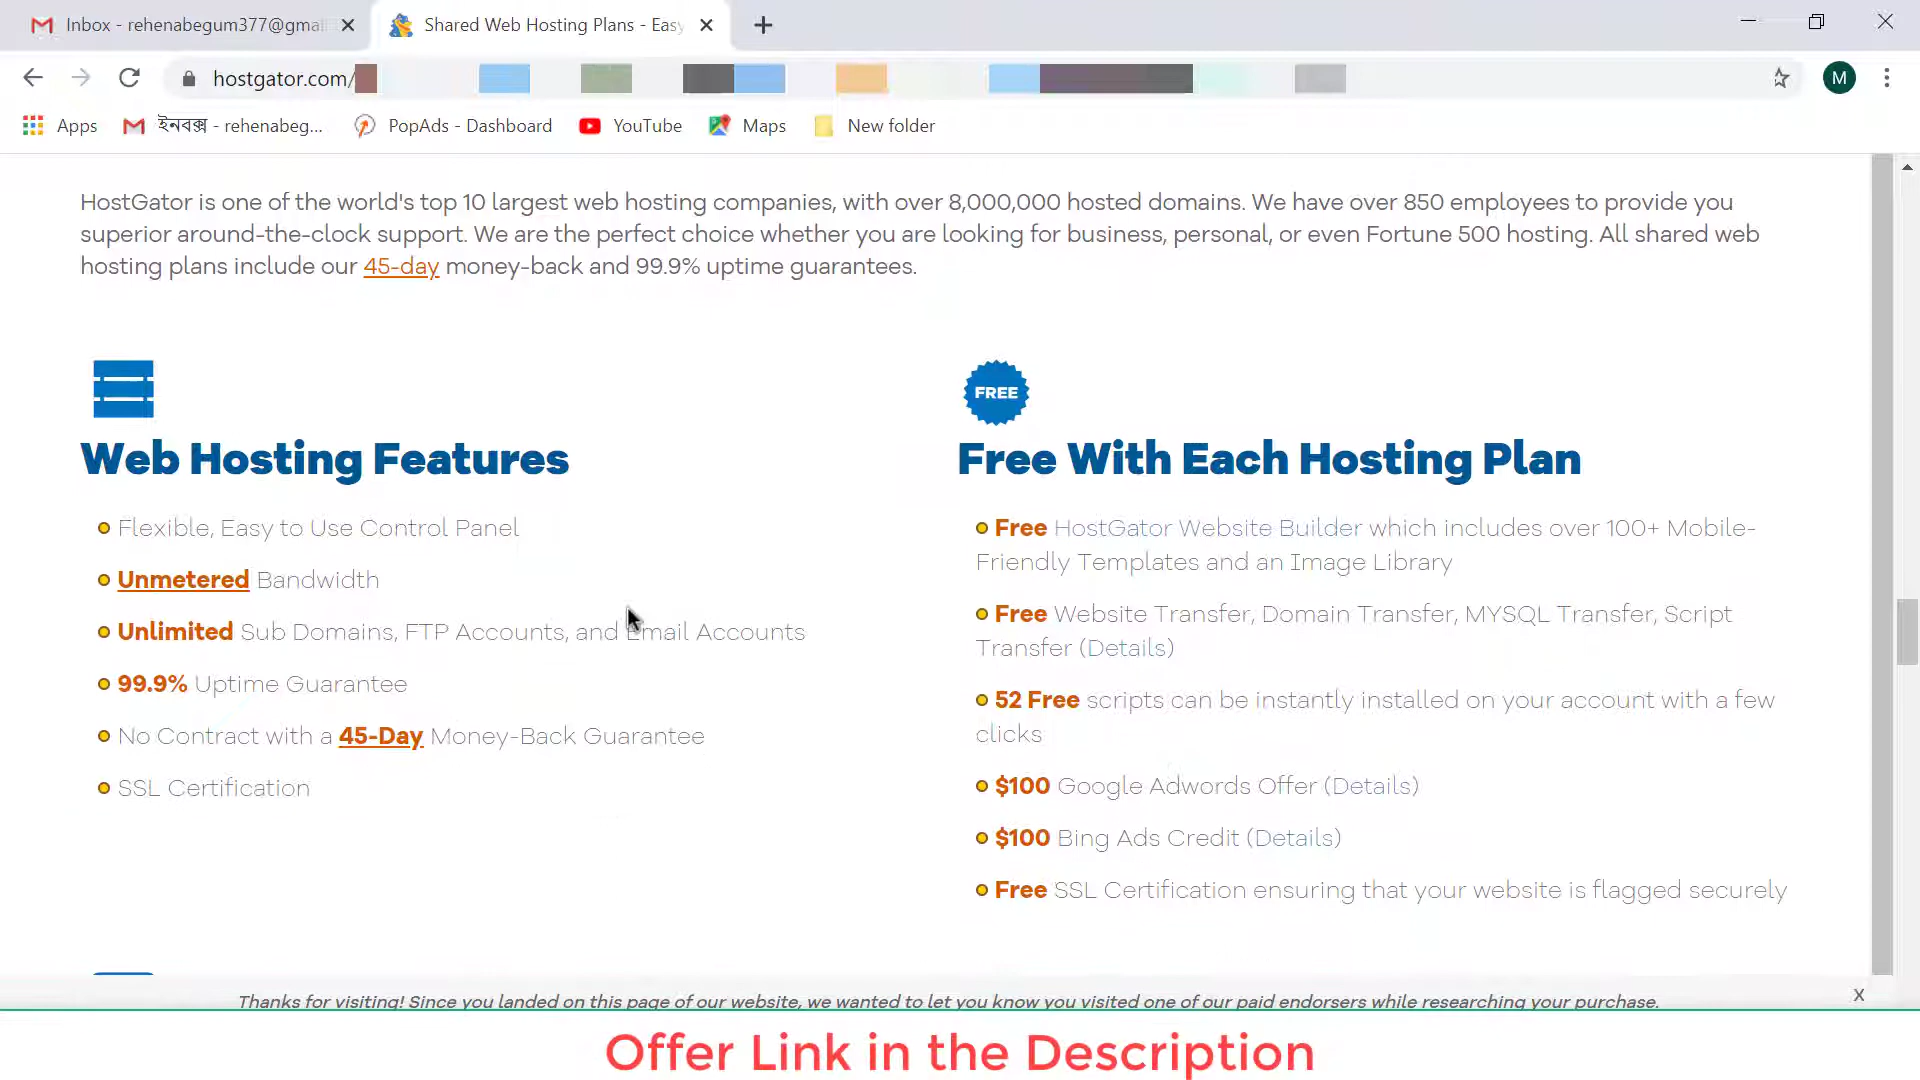 Inbox - rehenabegum377@gmai
Shared Web Hosting Plans - Easy
hostgator.com/
M
Apps
ইনবক্স - rehenabeg...
PopAds - Dashboard
YouTube
Maps
New folder
HostGator is one of the world's top 10 largest web hosting companies, with over 8,000,000 hosted domains. We have over 850 employees to provide you
superior around-the-clock support. We are the perfect choice whether you are looking for business, personal, or even Fortune 500 hosting. All shared web
hosting plans include our 45-day money-back and 99.9% uptime guarantees.
Web Hosting Features
Flexible, Easy to Use Control Panel
Unmetered Bandwidth
Unlimited Sub Domains, FTP Accounts, and Email Accounts
99.9% Uptime Guarantee
No Contract with a 45-Day Money-Back Guarantee
SSL Certification
FREE
Free With Each Hosting Plan
Free HostGator Website Builder which includes over 100+ Mobile-
Friendly Templates and an Image Library
Free Website Transfer, Domain Transfer, MYSQL Transfer, Script
Transfer (Details)
52 Free scripts can be instantly installed on your account with a few
clicks
$100 Google Adwords Offer (Details)
$100 Bing Ads Credit (Details)
Free SSL Certification ensuring that your website is flagged securely
Thanks for visiting! Since you landed on this page of our website, we wanted to let you know you visited one of our paid endorsers while researching your purchase.
X
Offer Link in the Description